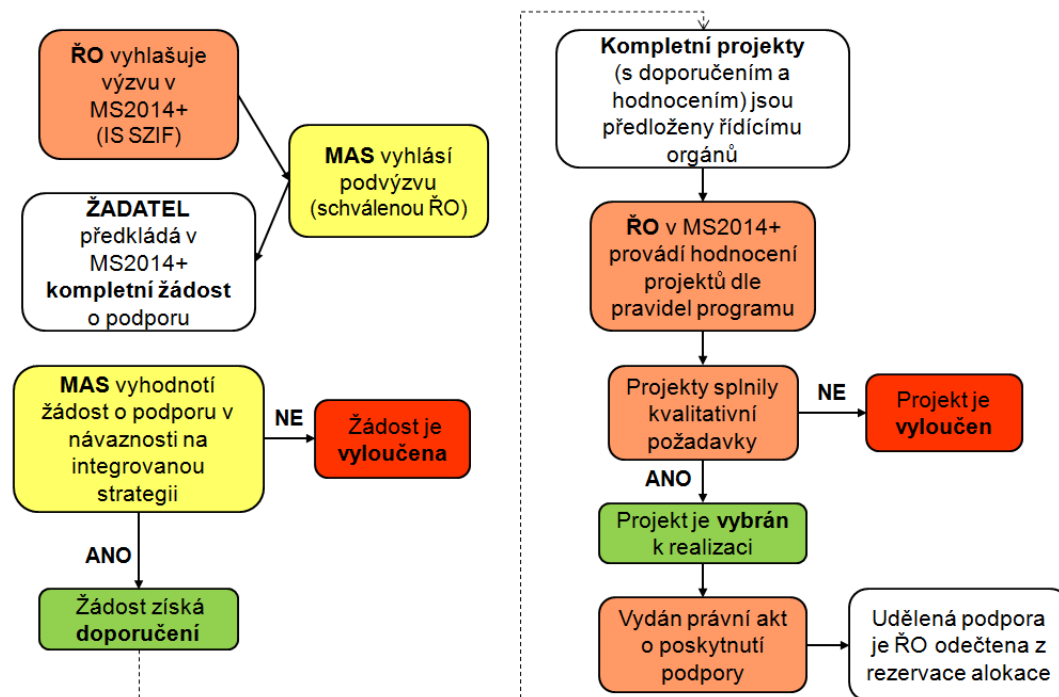 ŘO vyhlašuje
výzvu v
MS2014+
(IS SZIF)
MAS vyhlásí
podvýzvu
(schválenou ŘO)
ŽADATEL
předkládá v
MS2014+
kompletní žádost
o podporu
MAS vyhodnotí
žádost o podporu v
návaznosti na
integrovanou
strategii
NE
Žádost je
vyloučena
ANO
Žádost získá
doporučení
Kompletní projekty
(s doporučením a
hodnocením) jsou
předloženy řídícímu
orgánů
ŘO v MS2014+
provádí hodnocení
projektů dle
pravidel programu
Projekty splnily
kvalitativní
požadavky
NE
Projekt je
vyloučen
ANO
Projekt je vybrán
k realizaci
Vydán právní akt
o poskytnutí
podpory
Udělená podpora
je ŘO odečtena z
rezervace alokace